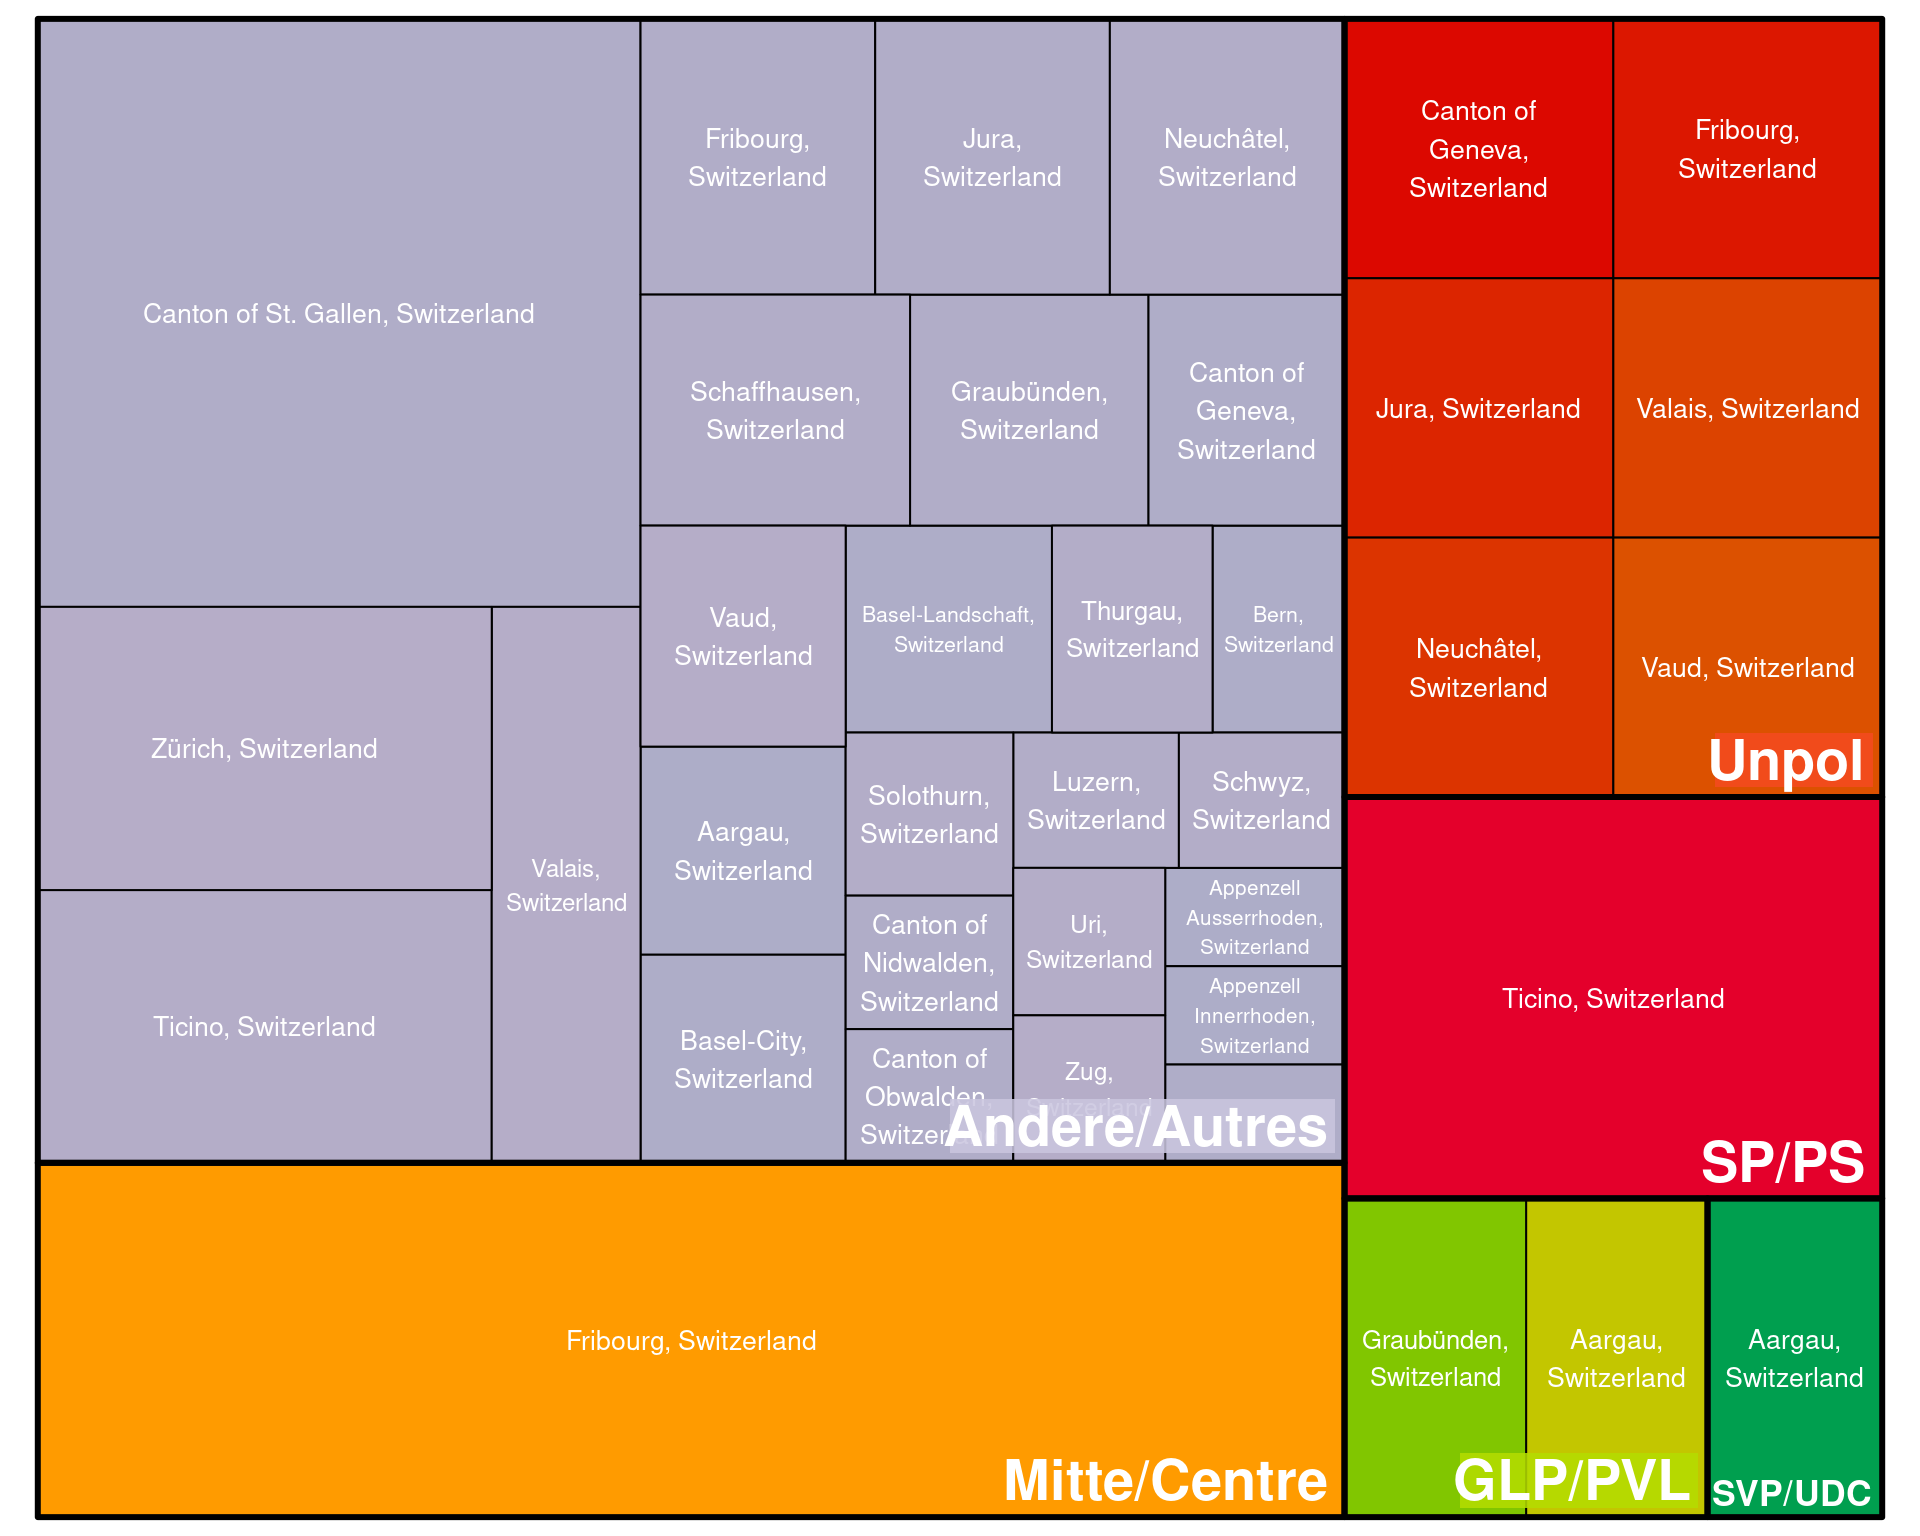 Canton of St. Gallen, Switzerland
Zürich, Switzerland
Ticino, Switzerland
Valais,
Switzerland
Fribourg,
Switzerland
Jura,
Switzerland
Neuchâtel,
Switzerland
Schaffhausen,
Switzerland
Graubünden,
Switzerland
Canton of
Geneva,
Switzerland
Vaud,
Switzerland
Basel-Landschaft,
Switzerland
Thurgau,
Switzerland
Bern,
Switzerland
Aargau,
Switzerland
Basel-City,
Switzerland
Solothurn,
Switzerland
Luzern,
Switzerland
Schwyz,
Switzerland
Canton of
Nidwalden,
Switzerland
Canton of
Obwalden,
Switzerland
Uri,
Switzerland
Zug,
Switzerland
Appenzell
Ausserrhoden,
Switzerland
Appenzell
Innerrhoden,
Switzerland
Andere/Autres
Fribourg, Switzerland
Mitte/Centre
Canton of
Geneva,
Switzerland
Fribourg,
Switzerland
Jura, Switzerland
Valais, Switzerland
Neuchâtel,
Switzerland
Vaud, Switzerland
Unpol
Ticino, Switzerland
SP/PS
Graubünden,
Switzerland
Aargau,
Switzerland
GLP/PVL
Aargau,
Switzerland
SVP/UDC